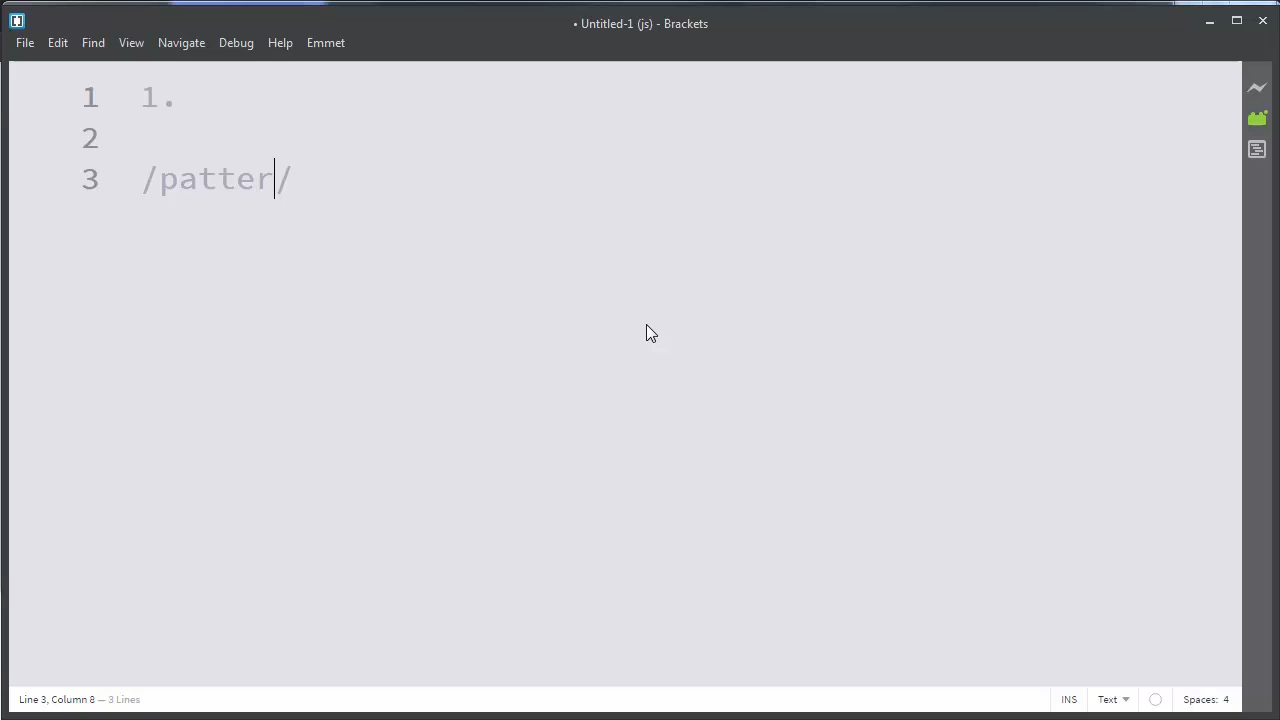 • Untitled-1 (js) - Brackets
File Edit Find View Navigate Debug Help Emmet
1 1.
2
3 /patter/
Line 3, Column 8 — 3 Lines INS Text Spaces: 4